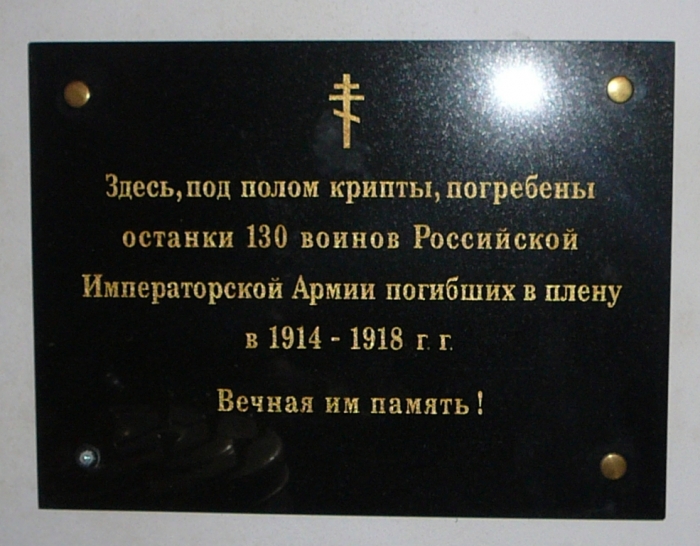 Здесь, под полом крипты, погребены
останки 130 воинов Российской
Императорской Армии погибших в плену
в 1914 - 1918 г. г.
Вечная им память !